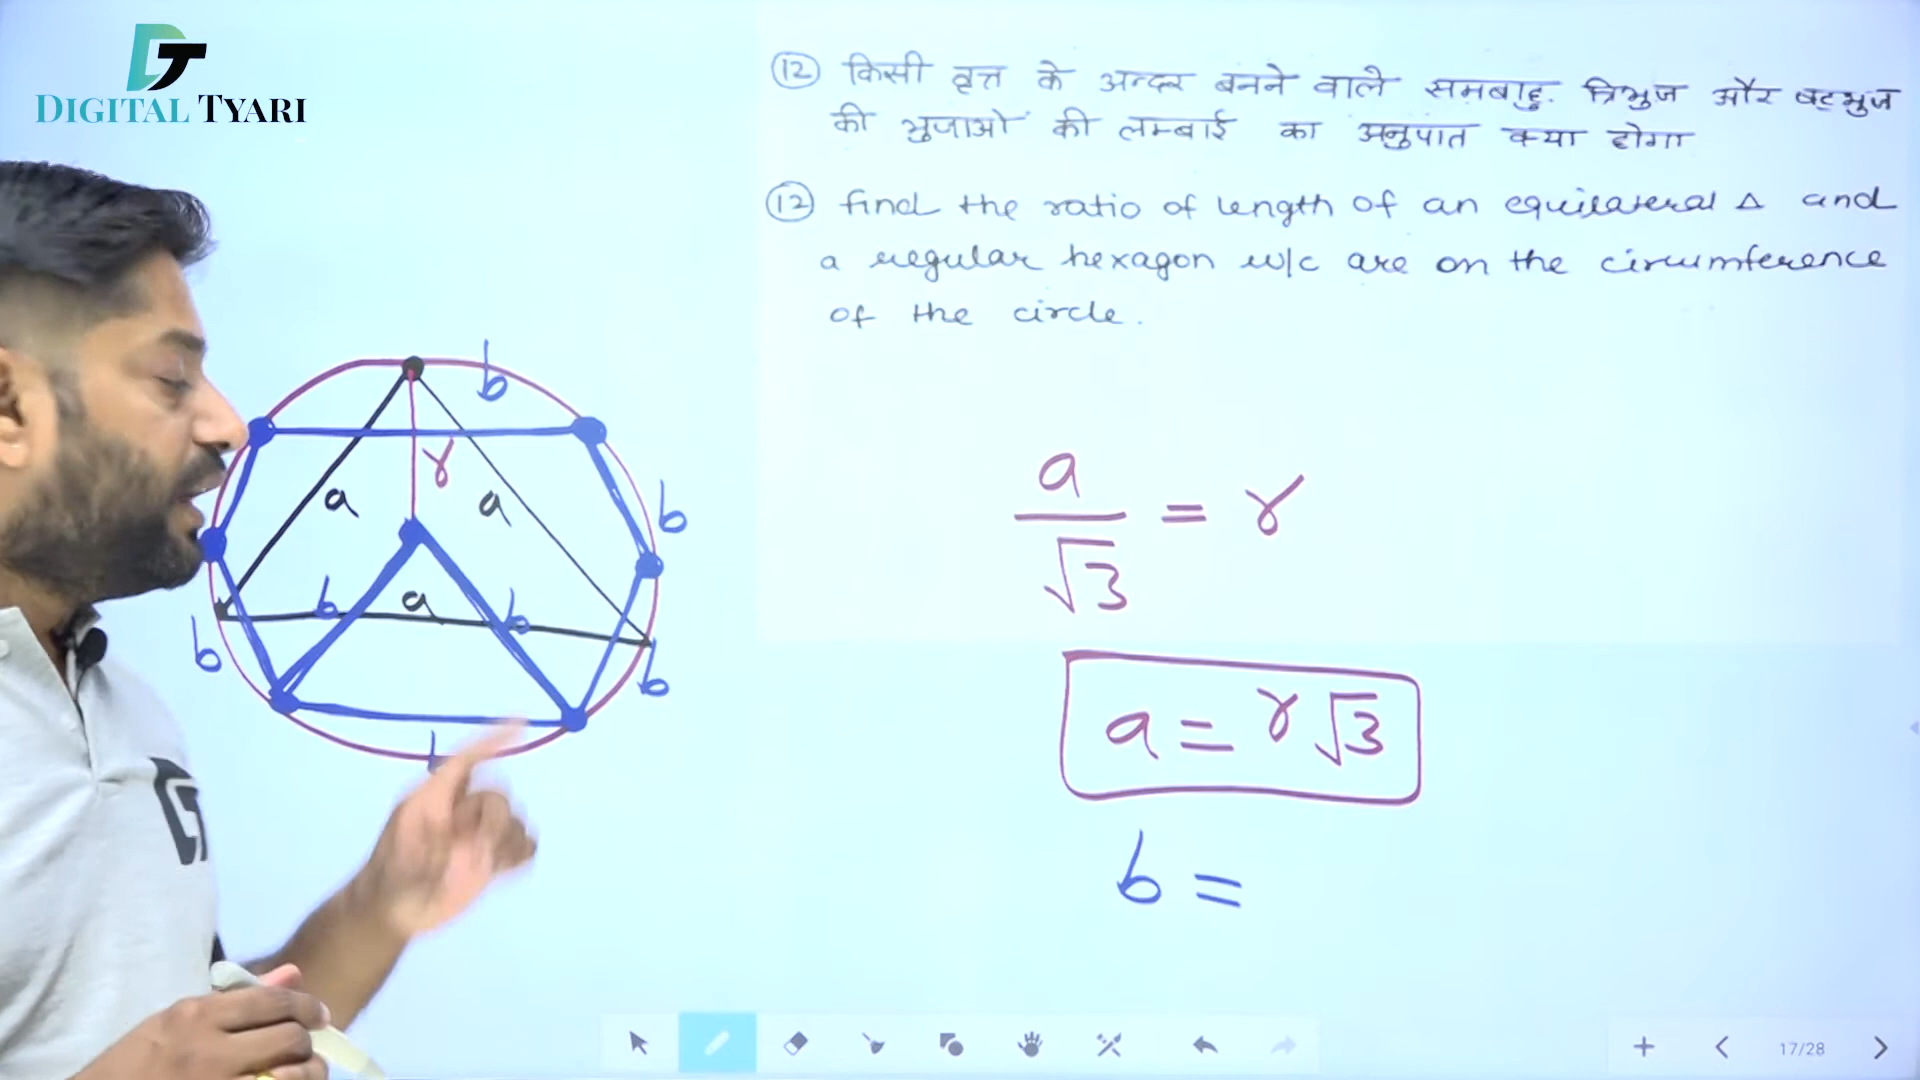 DT
DIGITAL TYARI
(12) किसी वृत्त के अन्दर बनने वाले समबाहु. त्रिभुज और षट्भुज
की भुजाओं की लम्बाई का अनुपात क्या होगा
(12) find the ratio of length of an equilateral Δ and
a regular hexagon w/c are on the circumference
of the circle.
b
r
a
a
b
b
a
b
b
b
b
a/√3 = r
a = r√3
b =
17/28